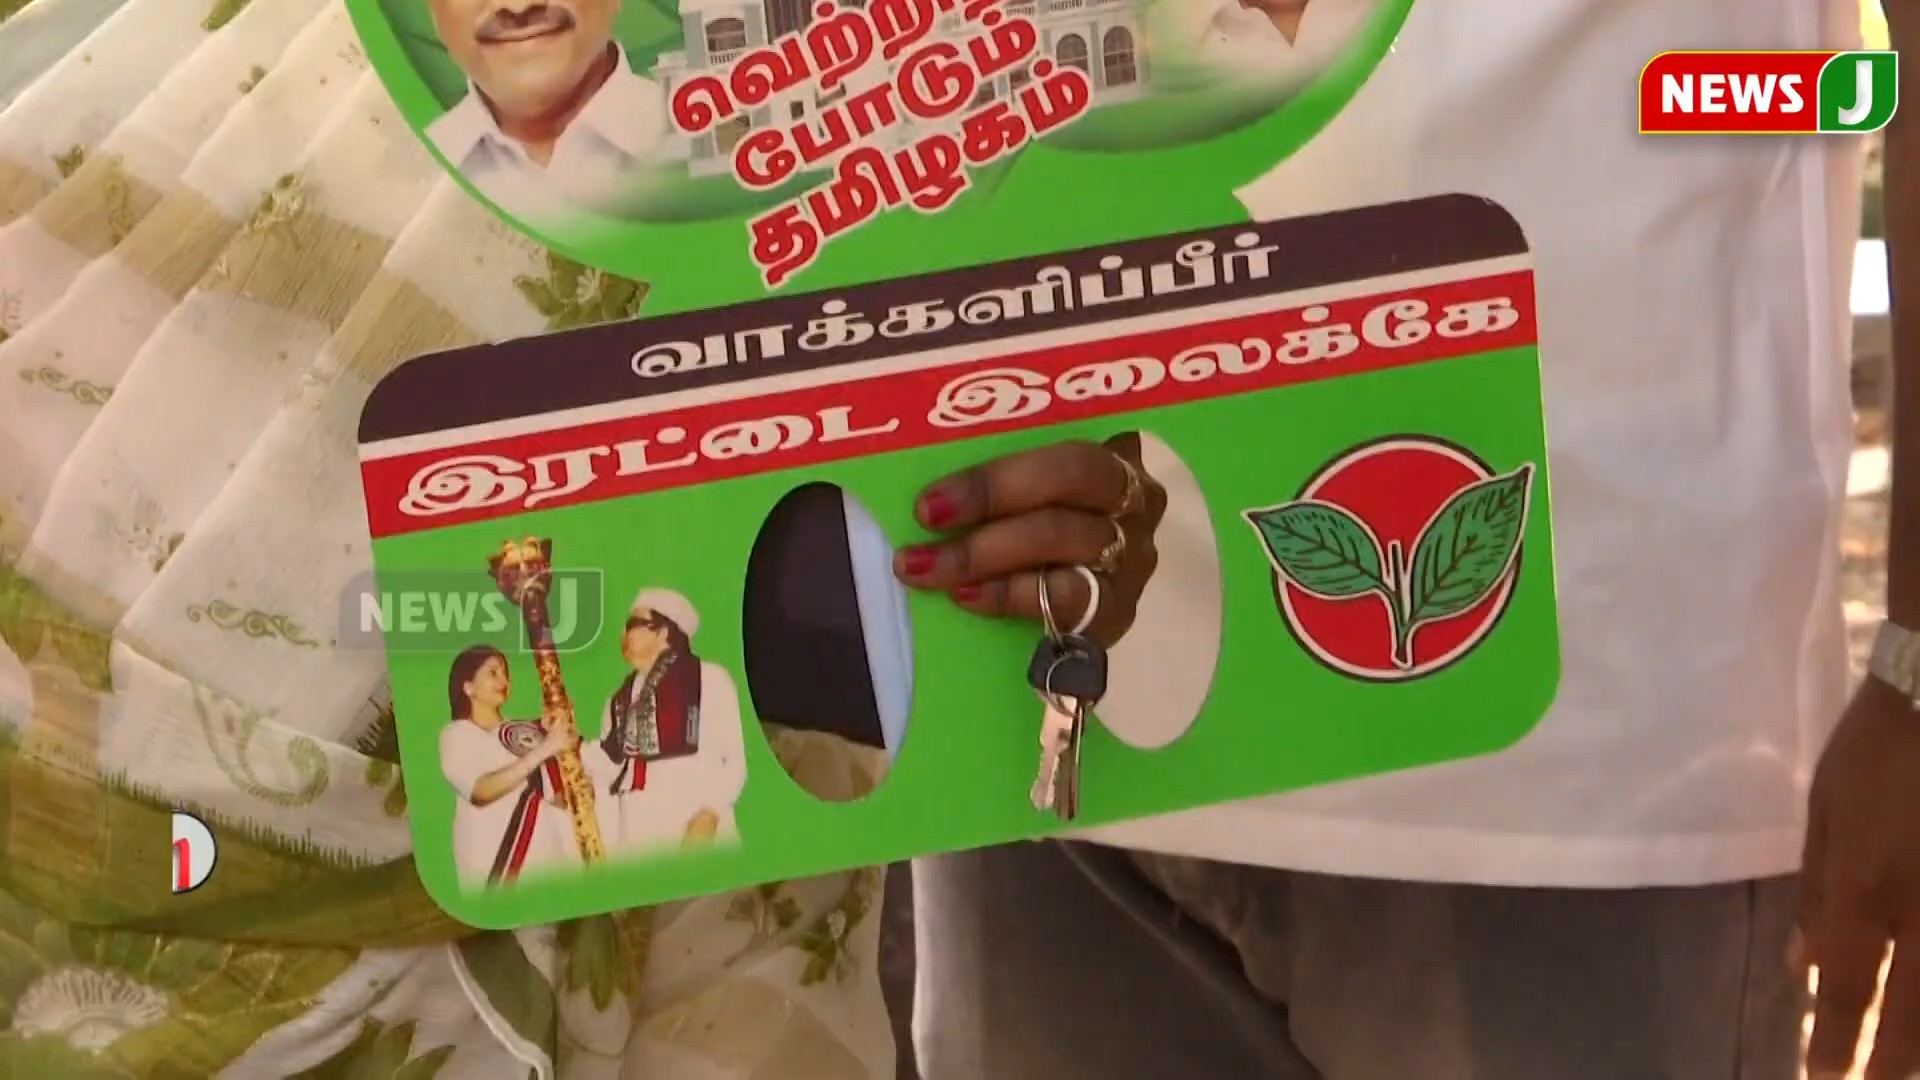 NEWS J
வெற்றி
போடும்
தமிழகம்
வாக்களிப்பீர்
இரட்டை இலைக்கே
NEWS J